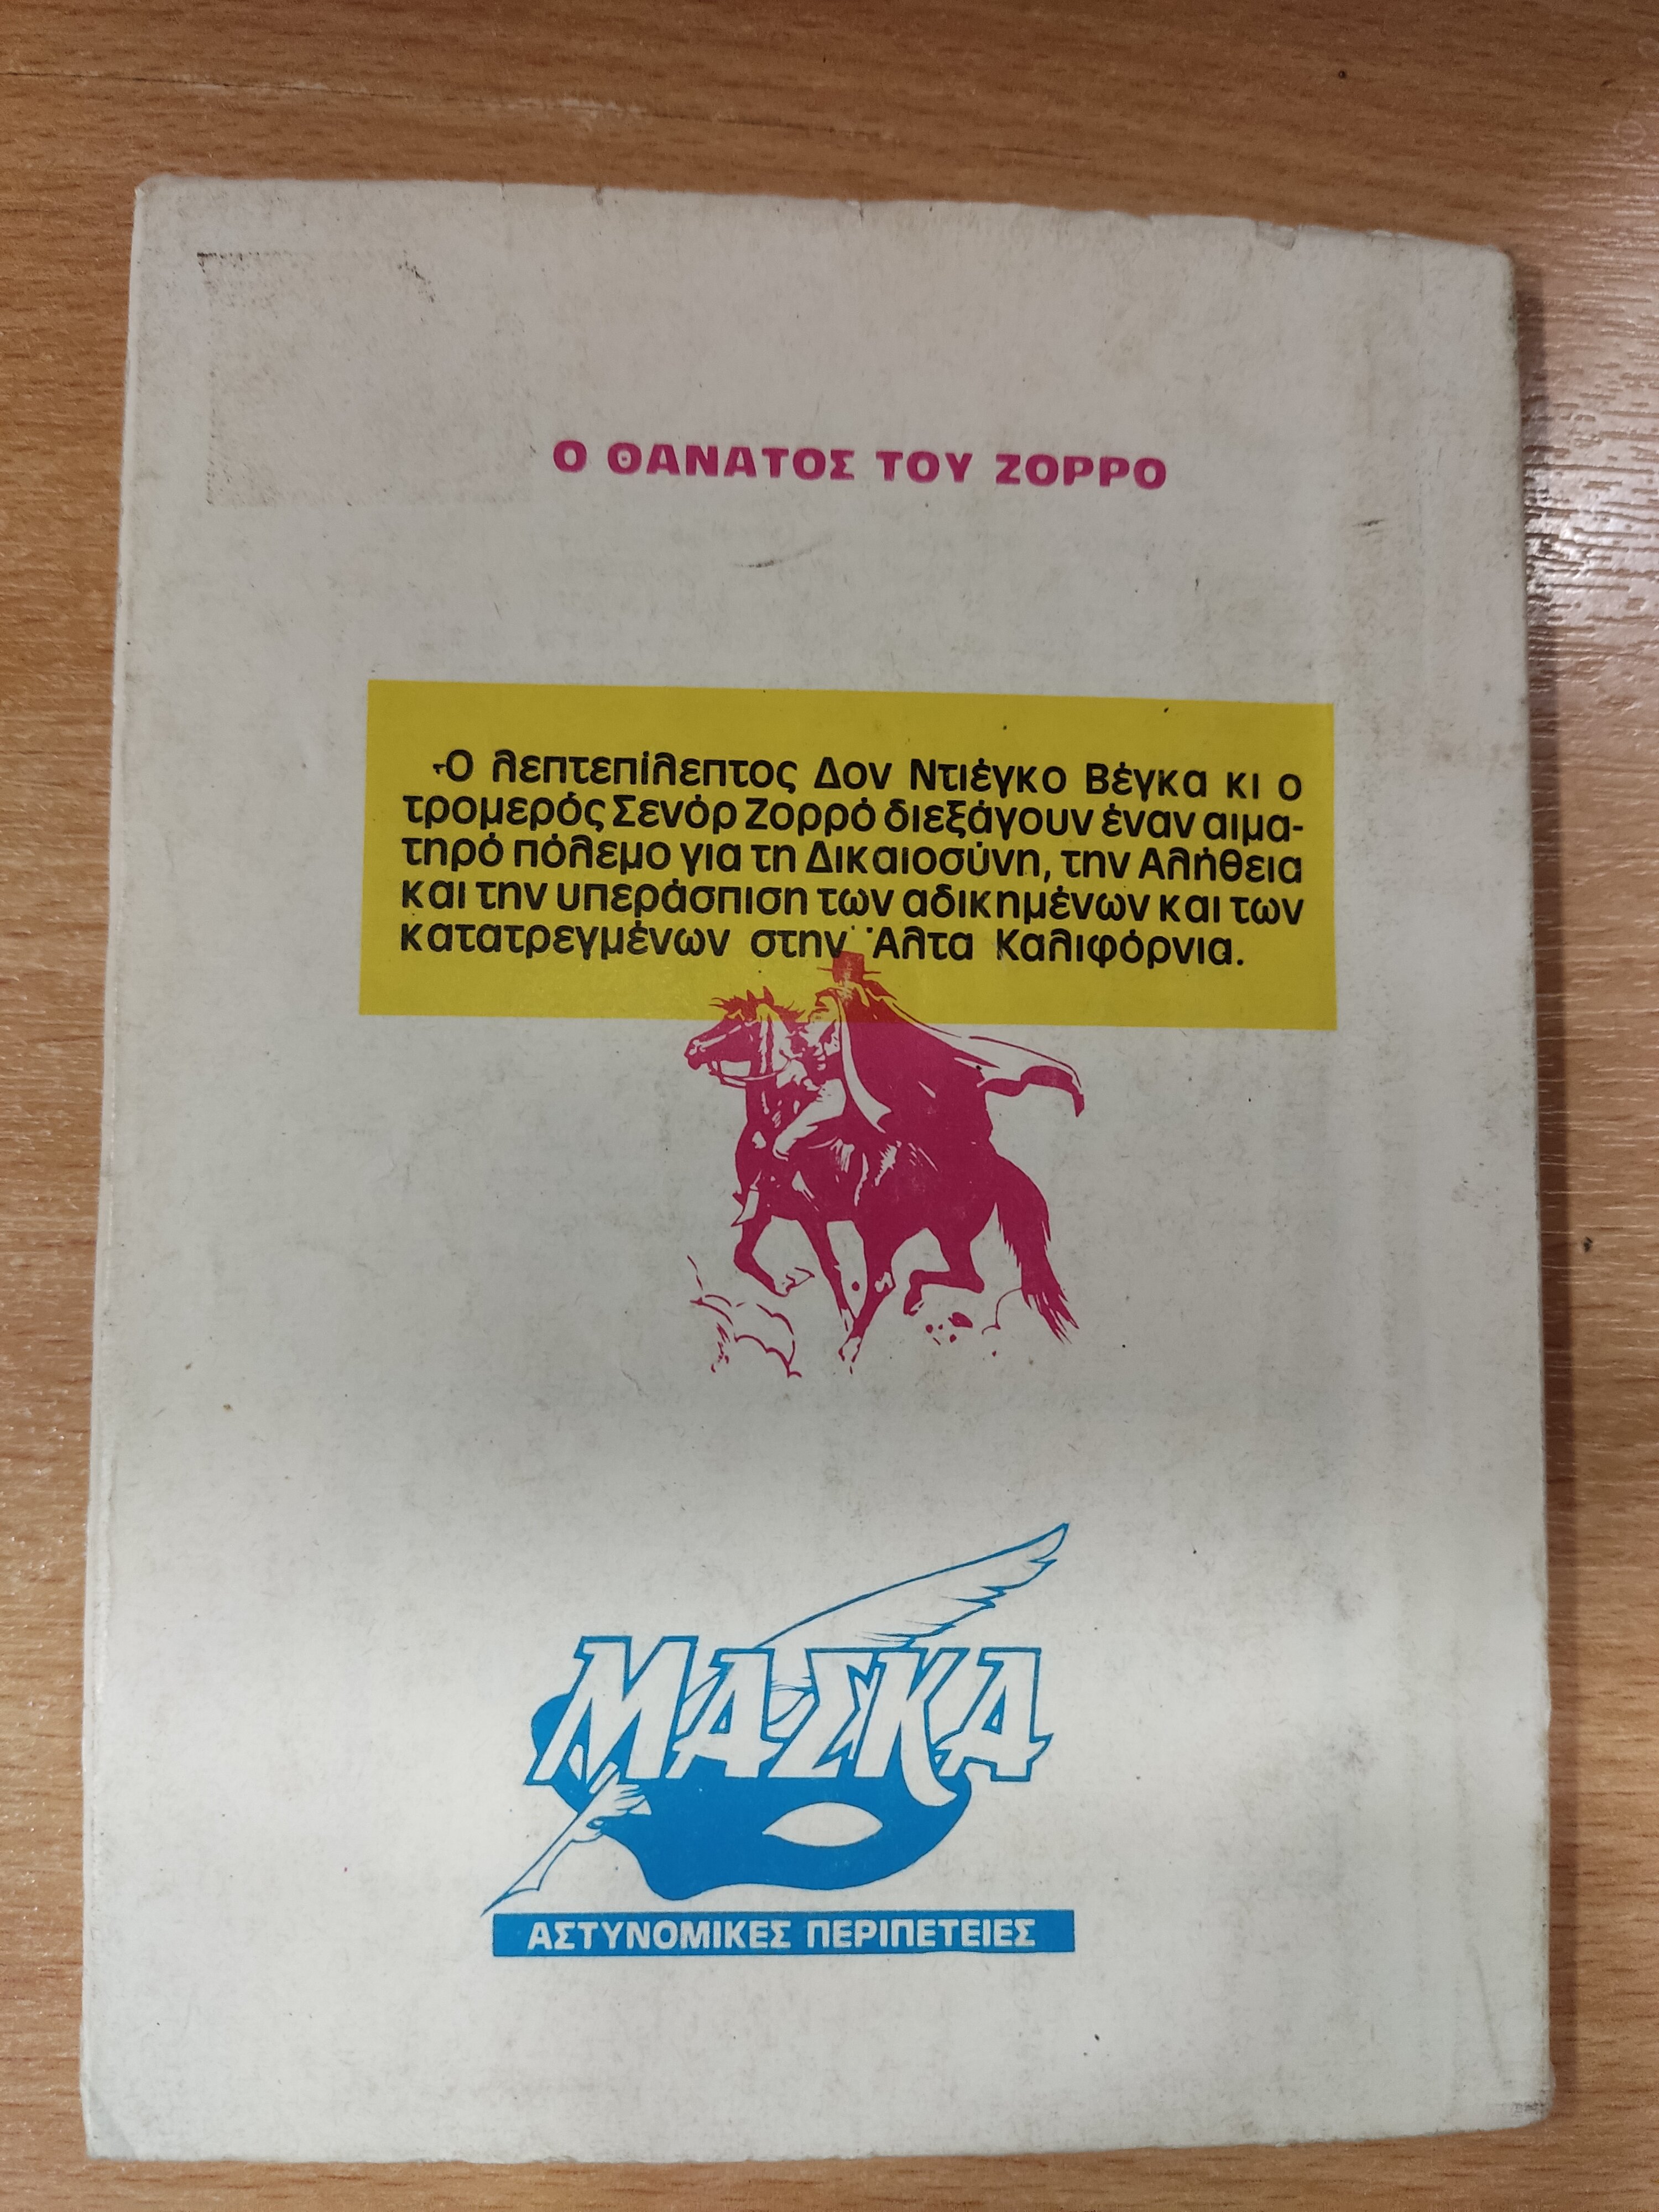 Ο ΘΑΝΑΤΟΣ ΤΟΥ ΖΟΡΡΟ
Ο λεπτεπίλεπτος Δον Ντιέγκο Βέγκα κι ο
τρομερός Σενόρ Ζορρό διεξάγουν έναν αιμα-
τηρό πόλεμο για τη Δικαιοσύνη, την Αλήθεια
και την υπεράσπιση των αδικημένων και των
κατατρεγμένων στην Άλτα Καλιφόρνια.
ΜΑΣΚΑ
ΑΣΤΥΝΟΜΙΚΕΣ ΠΕΡΙΠΕΤΕΙΕΣ